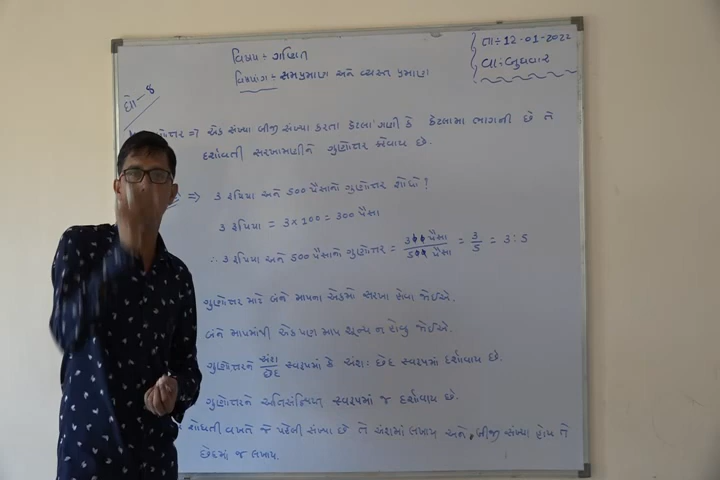 વિષય ÷ ગણિત
વિષયાંગ ÷ સમપ્રમાણ અને વ્યસ્ત પ્રમાણ
તા ÷ 12-01-2022
વાર: બુધવાર
ધો-8
ગુણોત્તર => એક સંખ્યા બીજી સંખ્યા કરતા કેટલા ગણી કે કેટલામા ભાગની છે તે
દર્શાવતી સરખામણીને ગુણોત્તર કહેવાય છે.
=> 3 રૂપિયા અને 500 પૈસાનો ગુણોત્તર શોધો?
3 રૂપિયા = 3 × 100 = 300 પૈસા
∴ 3 રૂપિયા અને 500 પૈસાનો ગુણોત્તર = 300 પૈસા / 500 પૈસા = 3/5 = 3:5
ગુણોત્તર માટે બંને માપના એકમો સરખા હોવા જોઈએ.
બંને માપમાંથી એકપણ માપ શૂન્ય ન હોવુ જોઈએ.
ગુણોત્તરને અંશ/છેદ સ્વરૂપમાં કે અંશ: છેદ સ્વરૂપમાં દર્શાવાય છે.
ગુણોત્તરને અતિસંક્ષિપ્ત સ્વરૂપમાં જ દર્શાવાય છે.
શોધતી વખતે જે પહેલી સંખ્યા છે તે અંશમાં લખાય અને બીજી સંખ્યા હોય તે
છેદમાં જ લખાય.